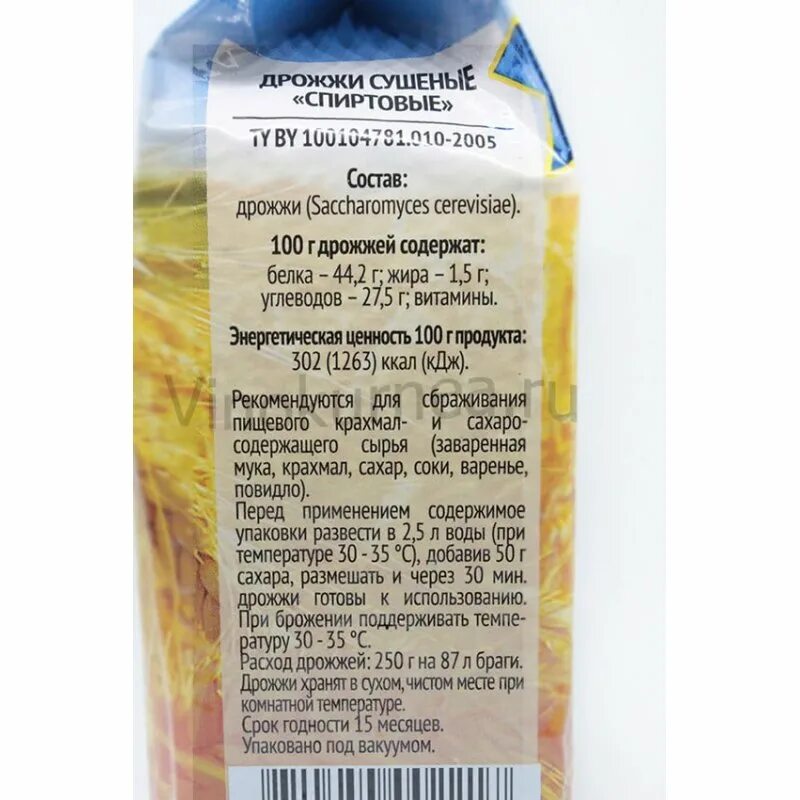 ДРОЖЖИ СУШЕНЫЕ
«СПИРТОВЫЕ»
ТУ BY 100104781.010-2005
Состав:
дрожжи (Saccharomyces cerevisiae).
100 г дрожжей содержат:
белка – 44,2 г; жира – 1,5 г;
углеводов – 27,5 г; витамины.
Энергетическая ценность 100 г продукта:
302 (1263) ккал (кДж).
Рекомендуются для сбраживания
пищевого крахмал- и сахаро-
содержащего сырья (заваренная
мука, крахмал, сахар, соки, варенье,
повидло).
Перед применением содержимое
упаковки развести в 2,5 л воды (при
температуре 30 - 35 °С), добавив 50 г
сахара, размешать и через 30 мин.
дрожжи готовы к использованию.
При брожении поддерживать темпе-
ратуру 30 - 35 °С.
Расход дрожжей: 250 г на 87 л браги.
Дрожжи хранят в сухом, чистом месте при
комнатной температуре.
Срок годности 15 месяцев.
Упаковано под вакуумом.